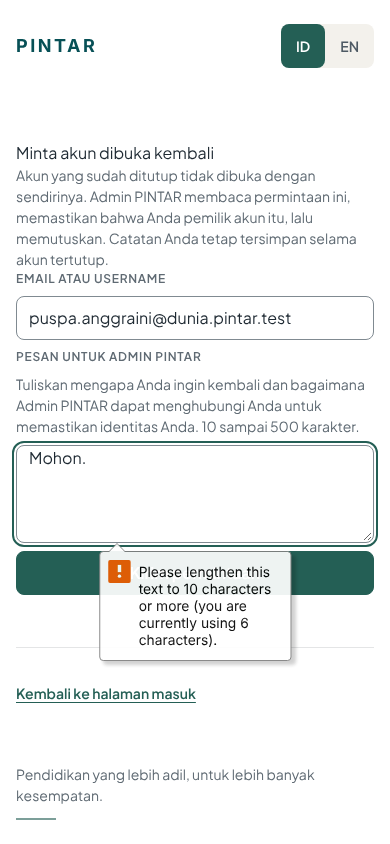 PINTAR
ID
EN
Minta akun dibuka kembali
Akun yang sudah ditutup tidak dibuka dengan
sendirinya. Admin PINTAR membaca permintaan ini,
memastikan bahwa Anda pemilik akun itu, lalu
memutuskan. Catatan Anda tetap tersimpan selama
akun tertutup.
EMAIL ATAU USERNAME
puspa.anggraini@dunia.pintar.test
PESAN UNTUK ADMIN PINTAR
Tuliskan mengapa Anda ingin kembali dan bagaimana
Admin PINTAR dapat menghubungi Anda untuk
memastikan identitas Anda. 10 sampai 500 karakter.
Mohon.
Please lengthen this
text to 10 characters
or more (you are
currently using 6
characters).
Kembali ke halaman masuk
Pendidikan yang lebih adil, untuk lebih banyak
kesempatan.